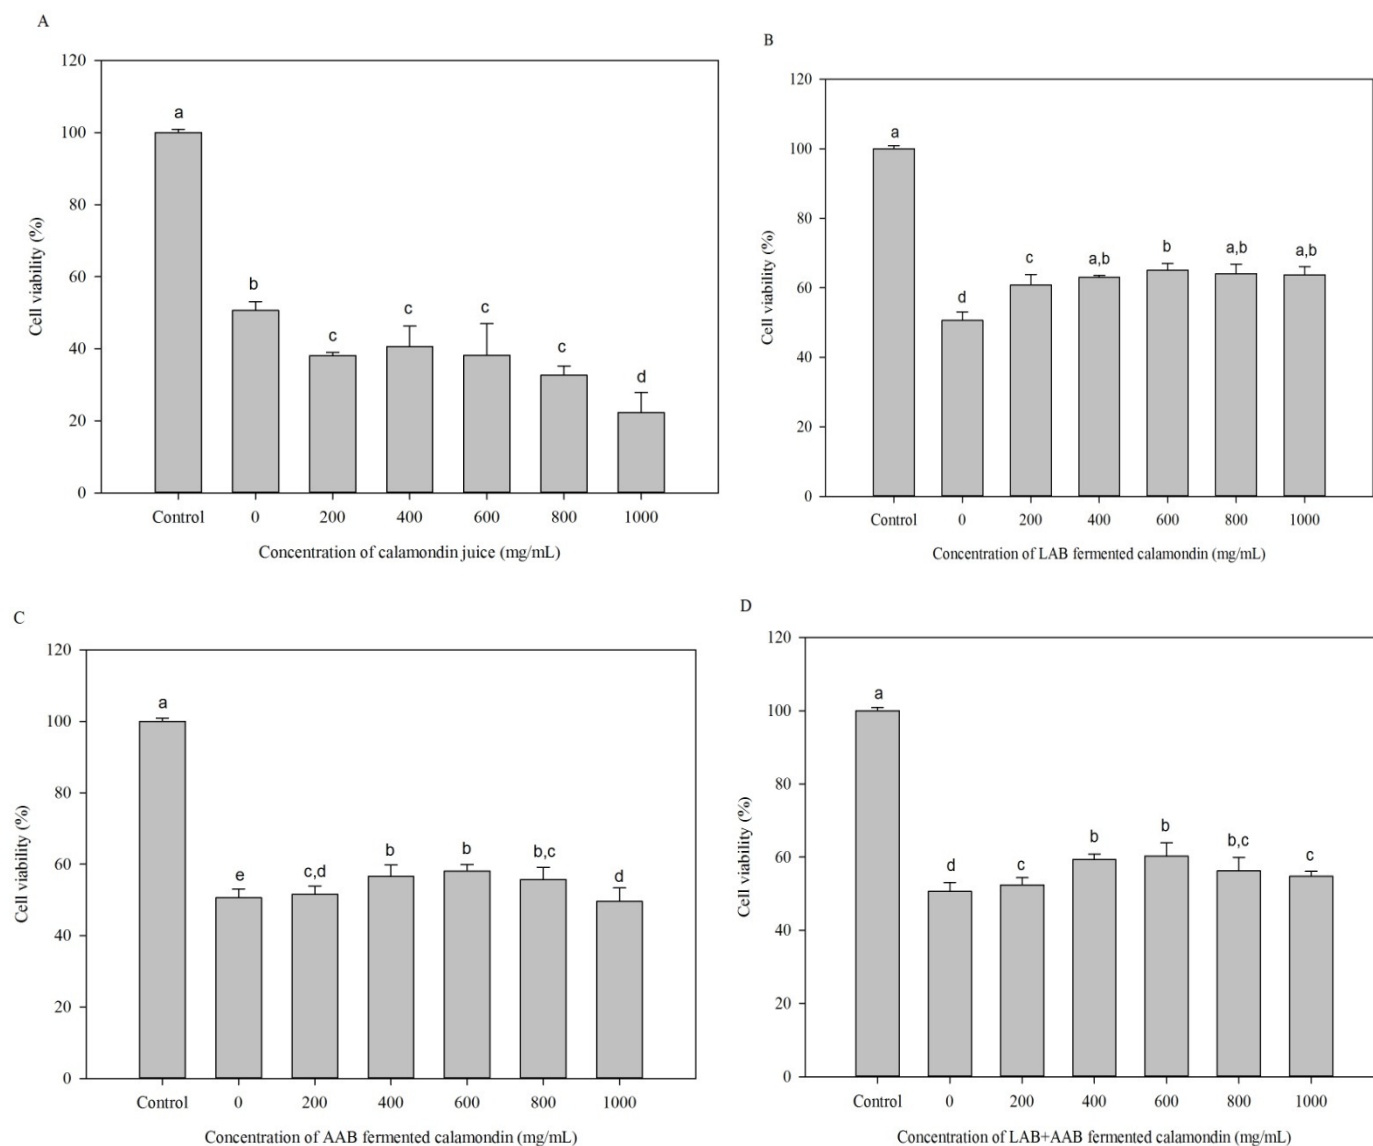 A
120
100
80
60
40
20
0
Cell viability (%)
a
b
c
c
c
c
d
Control 0 200 400 600 800 1000
Concentration of calamondin juice (mg/mL)
B
120
100
80
60
40
20
0
Cell viability (%)
a
d
c
a,b
b
a,b
a,b
Control 0 200 400 600 800 1000
Concentration of LAB fermented calamondin (mg/mL)
C
120
100
80
60
40
20
0
Cell viability (%)
a
e
c,d
b
b
b,c
d
Control 0 200 400 600 800 1000
Concentration of AAB fermented calamondin (mg/mL)
D
120
100
80
60
40
20
0
Cell viability (%)
a
d
c
b
b
b,c
c
Control 0 200 400 600 800 1000
Concentration of LAB+AAB fermented calamondin (mg/mL)